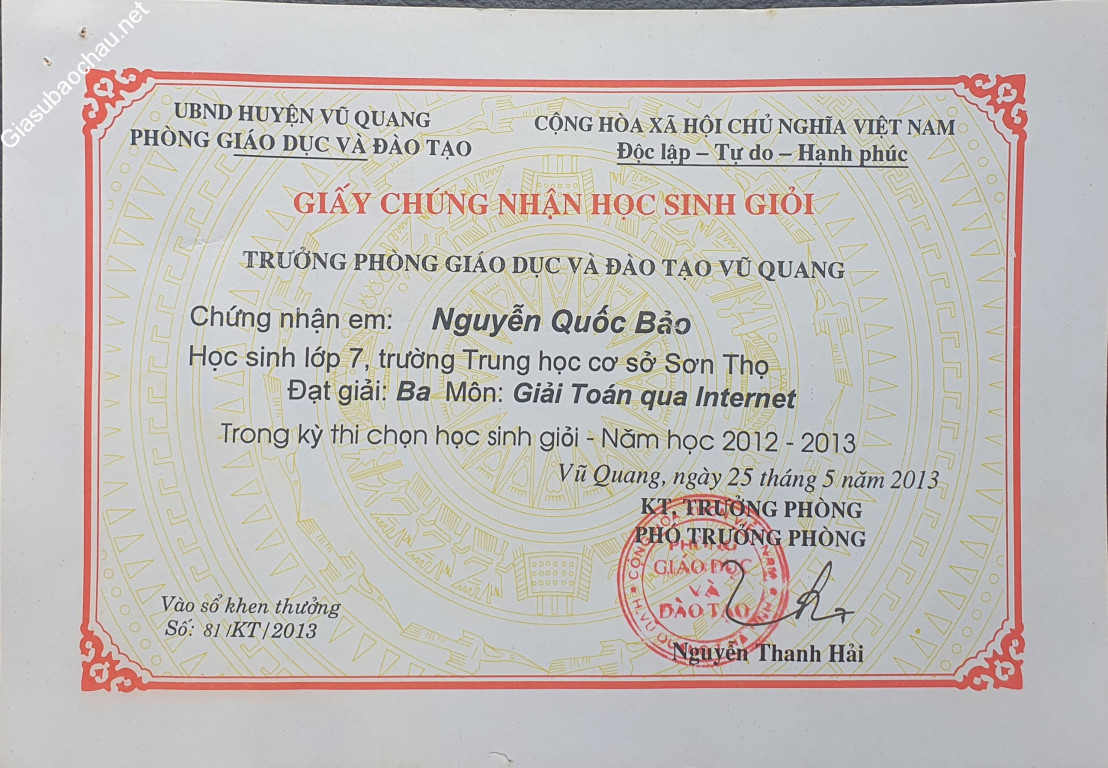 Giasubaochau.net
UBND HUYỆN VŨ QUANG
PHÒNG GIÁO DỤC VÀ ĐÀO TẠO
CỘNG HÒA XÃ HỘI CHỦ NGHĨA VIỆT NAM
Độc lập – Tự do – Hạnh phúc
GIẤY CHỨNG NHẬN HỌC SINH GIỎI
TRƯỞNG PHÒNG GIÁO DỤC VÀ ĐÀO TẠO VŨ QUANG
Chứng nhận em: Nguyễn Quốc Bảo
Học sinh lớp 7, trường Trung học cơ sở Sơn Thọ
Đạt giải: Ba Môn: Giải Toán qua Internet
Trong kỳ thi chọn học sinh giỏi - Năm học 2012 - 2013
Vũ Quang, ngày 25 tháng 5 năm 2013
KT, TRƯỞNG PHÒNG
PHÓ TRƯỞNG PHÒNG
PHÒNG
GIÁO DỤC
VÀ
ĐÀO TẠO
Nguyễn Thanh Hải
Vào sổ khen thưởng
Số: 81/KT/2013